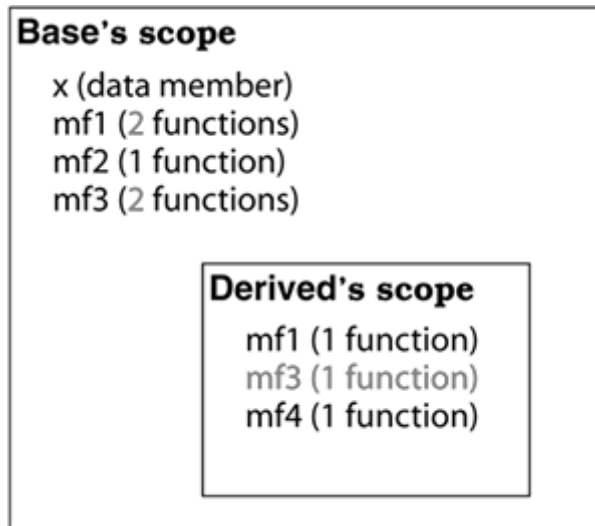 Base's scope
x (data member)
mf1 (2 functions)
mf2 (1 function)
mf3 (2 functions)
Derived's scope
mf1 (1 function)
mf3 (1 function)
mf4 (1 function)